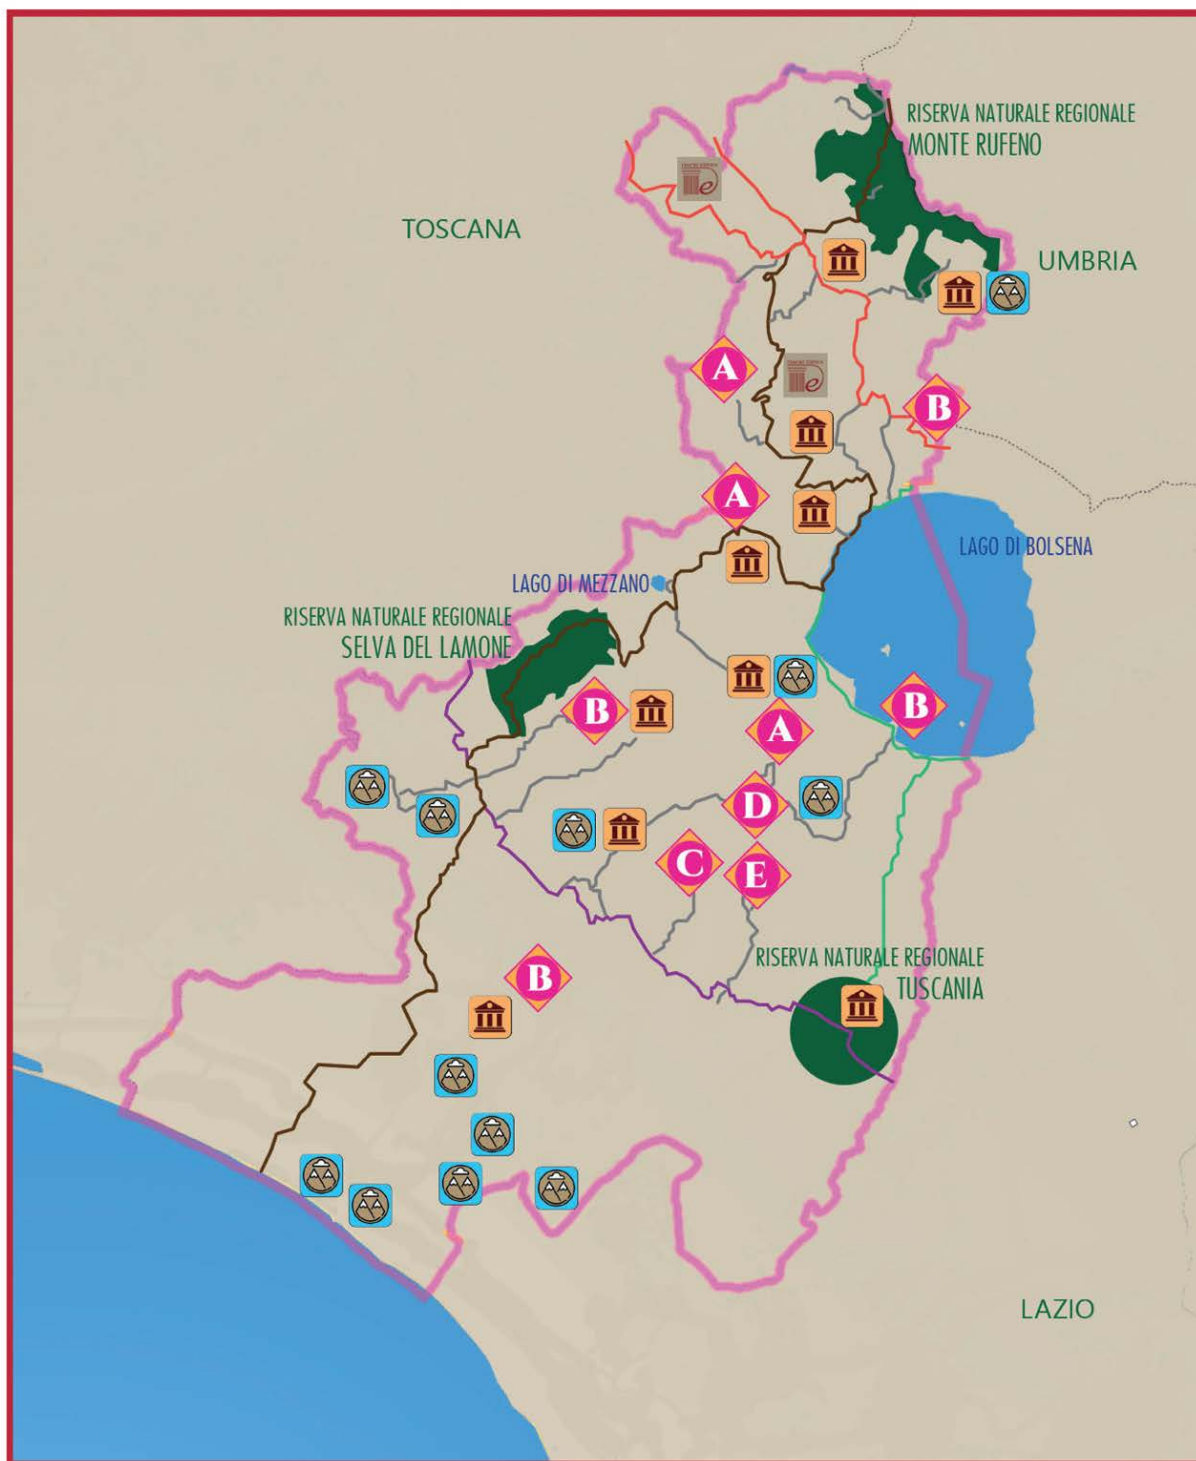 RISERVA NATURALE REGIONALE
MONTE RUFENO
TOSCANA
UMBRIA
A
B
A
LAGO DI BOLSENA
LAGO DI MEZZANO
RISERVA NATURALE REGIONALE
SELVA DEL LAMONE
B
B
A
D
C
E
RISERVA NATURALE REGIONALE
TUSCANIA
B
LAZIO